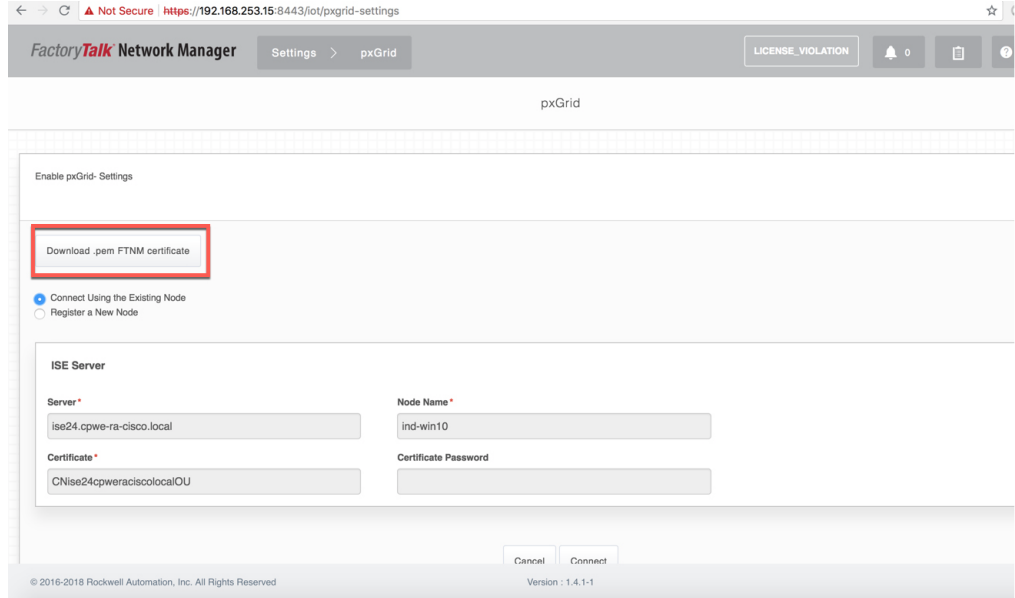 Not Secure https://192.168.253.15:8443/iot/pxgrid-settings
FactoryTalk Network Manager Settings > pxGrid LICENSE_VIOLATION 0
pxGrid
Enable pxGrid- Settings
Download .pem FTNM certificate
Connect Using the Existing Node
Register a New Node
ISE Server
Server* Node Name*
ise24.cpwe-ra-cisco.local ind-win10
Certificate* Certificate Password
CNise24cpweraciscolocalOU
Cancel Connect
© 2016-2018 Rockwell Automation, Inc. All Rights Reserved Version : 1.4.1-1